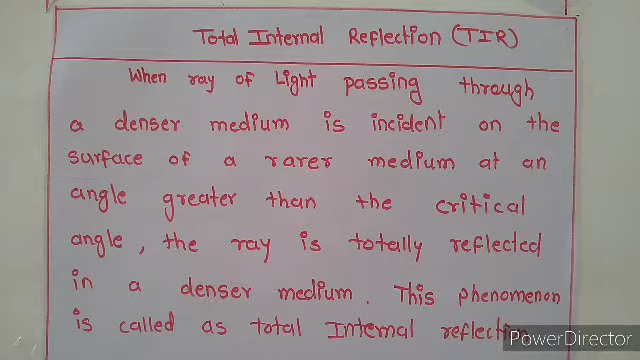 Total Internal Reflection (TIR)
When ray of Light passing through
a denser medium is incident on the
surface of a rarer medium at an
angle greater than the critical
angle, the ray is totally reflected
in a denser medium. This phenomenon
is called as total Internal reflection
PowerDirector